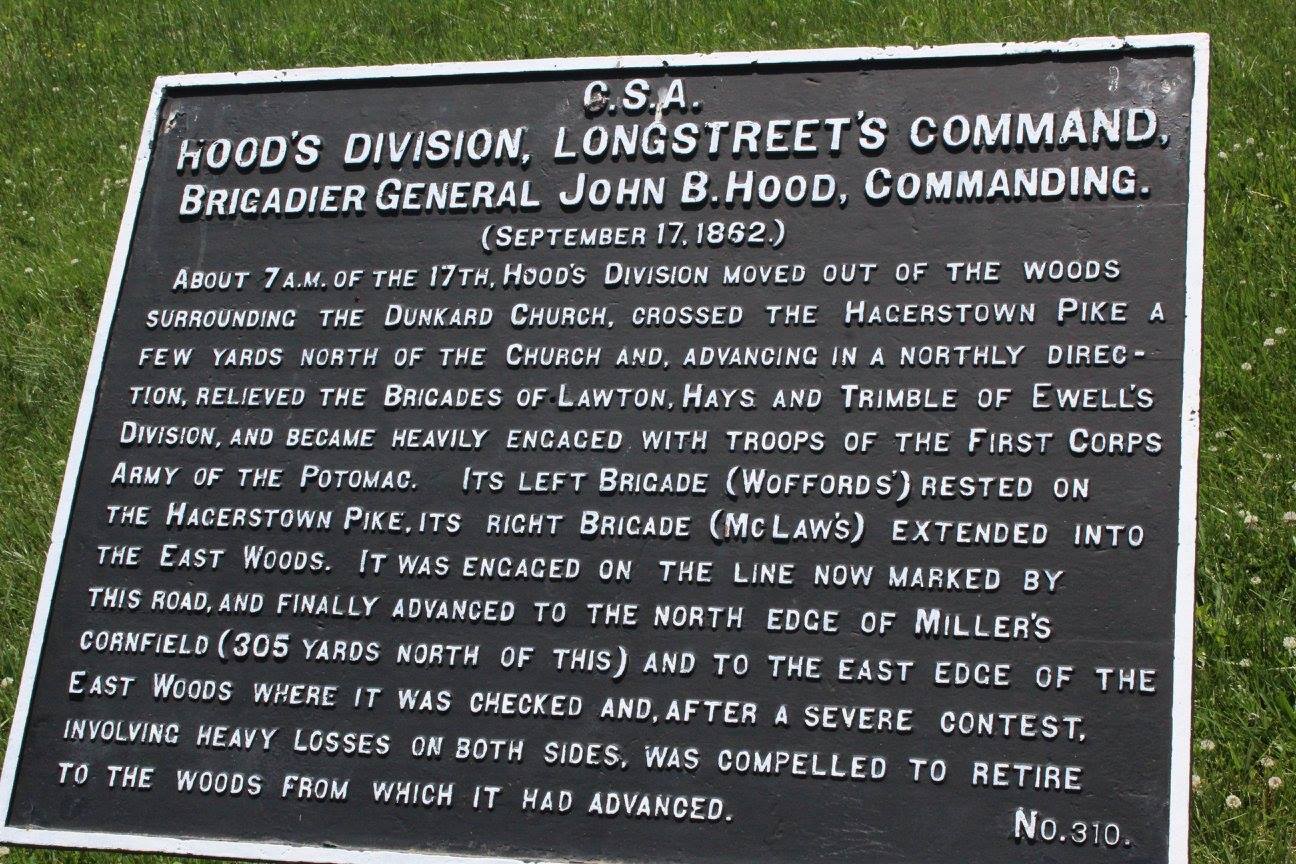 C.S.A.
HOOD'S DIVISION, LONGSTREET'S COMMAND,
BRIGADIER GENERAL JOHN B. HOOD, COMMANDING.
(SEPTEMBER 17, 1862.)
ABOUT 7 A.M. OF THE 17TH, HOOD'S DIVISION MOVED OUT OF THE WOODS
SURROUNDING THE DUNKARD CHURCH, CROSSED THE HAGERSTOWN PIKE A
FEW YARDS NORTH OF THE CHURCH AND, ADVANCING IN A NORTHLY DIREC-
TION, RELIEVED THE BRIGADES OF LAWTON, HAYS AND TRIMBLE OF EWELL'S
DIVISION, AND BECAME HEAVILY ENGAGED WITH TROOPS OF THE FIRST CORPS
ARMY OF THE POTOMAC. ITS LEFT BRIGADE (WOFFORDS') RESTED ON
THE HAGERSTOWN PIKE, ITS RIGHT BRIGADE (MCLAW'S) EXTENDED INTO
THE EAST WOODS. IT WAS ENGAGED ON THE LINE NOW MARKED BY
THIS ROAD, AND FINALLY ADVANCED TO THE NORTH EDGE OF MILLER'S
CORNFIELD (305 YARDS NORTH OF THIS) AND TO THE EAST EDGE OF THE
EAST WOODS WHERE IT WAS CHECKED AND, AFTER A SEVERE CONTEST,
INVOLVING HEAVY LOSSES ON BOTH SIDES, WAS COMPELLED TO RETIRE
TO THE WOODS FROM WHICH IT HAD ADVANCED.
NO. 310.